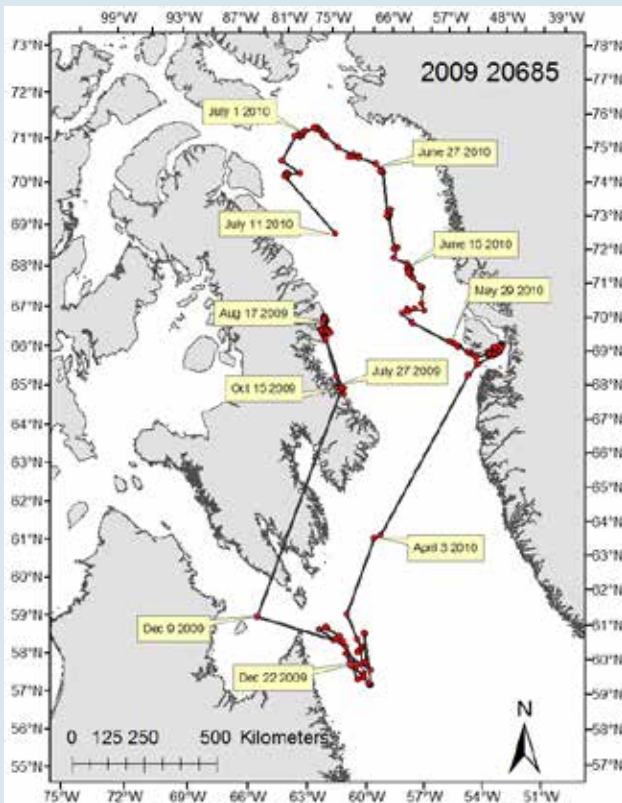 99°W 93°W 87°W 81°W 75°W 66°W 57°W 48°W 39°W
73°N 78°N
2009 20685
77°N
72°N
76°N
July 1 2010
71°N 75°N
June 27 2010
70°N 74°N
69°N 73°N
July 11 2010
72°N
June 15 2010
68°N
71°N
May 29 2010
67°N
Aug 17 2009
70°N
66°N 69°N
July 27 2009
65°N 68°N
Oct 15 2009
64°N 67°N
66°N
63°N
65°N
62°N
64°N
61°N
April 3 2010
63°N
60°N
62°N
59°N
Dec 9 2009
61°N
58°N
60°N
Dec 22 2009
57°N
59°N
N
56°N
0 125 250 500 Kilometers
58°N
55°N
57°N
75°W 72°W 69°W 66°W 63°W 60°W 57°W 54°W 51°W